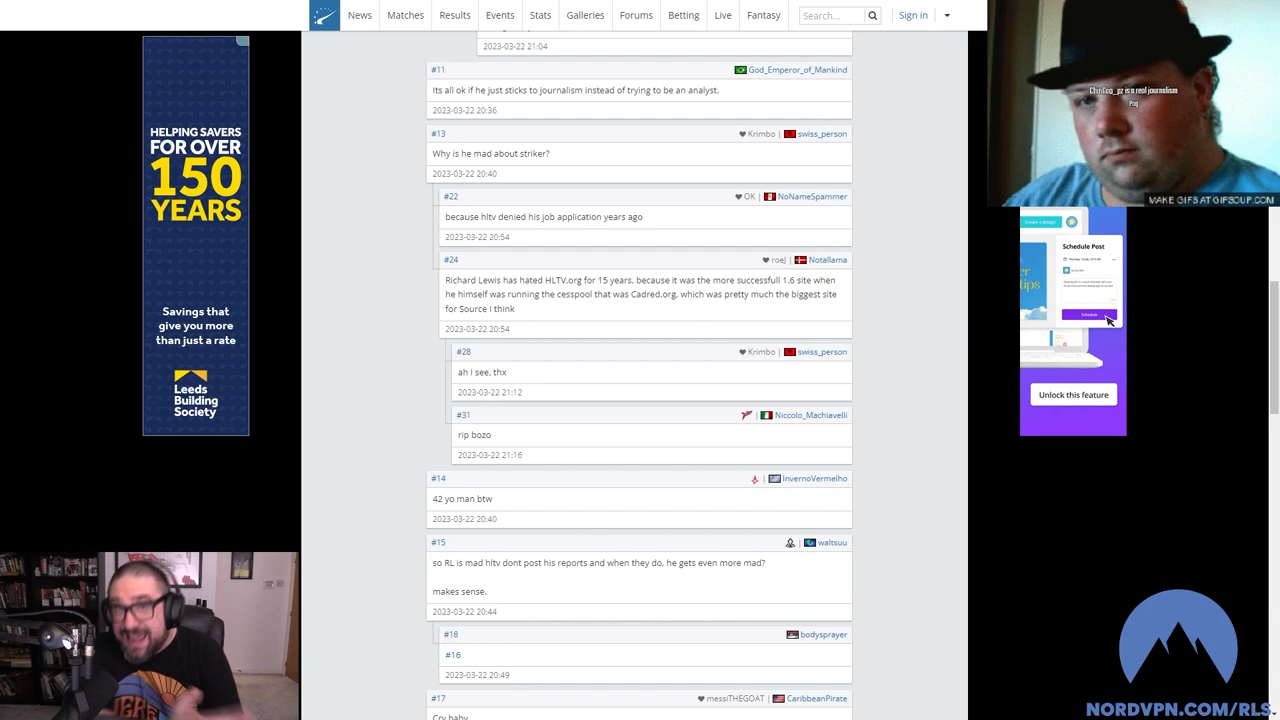 News
Matches
Results
Events
Stats
Galleries
Forums
Betting
Live
Fantasy
Search...
Sign in
2023-03-22 21:04
#11
God_Emperor_of_Mankind
Its all ok if he just sticks to journalism instead of trying to be an analyst.
2023-03-22 20:36
#13
Krimbo | swiss_person
Why is he mad about striker?
2023-03-22 20:40
#22
OK | NoNameSpammer
because hltv denied his job application years ago
2023-03-22 20:54
#24
roeJ | Notallama
Richard Lewis has hated HLTV.org for 15 years because it was the more successfull 1.6 site when
he himself was running the cesspool that was Cadred.org, which was pretty much the biggest site
for Source I think
2023-03-22 20:54
#28
Krimbo | swiss_person
ah I see, thx
2023-03-22 21:12
#31
| Niccolo_Machiavelli
rip bozo
2023-03-22 21:16
#14
| InvernoVermelho
42 yo man btw
2023-03-22 20:40
#15
| waltsuu
so RL is mad hltv dont post his reports and when they do, he gets even more mad?
makes sense.
2023-03-22 20:44
#18
bodysprayer
#16
2023-03-22 20:49
#17
messiTHEGOAT | CaribbeanPirate
Cry baby
HELPING SAVERS
FOR OVER
150
YEARS
Savings that
give you more
than just a rate
Leeds
Building
Society
is a real journalism
Pog
MAKE GIFS AT GIFSOUP.COM
Create a design
Schedule Post
Schedule
Unlock this feature
NORDVPN.COM/RLS